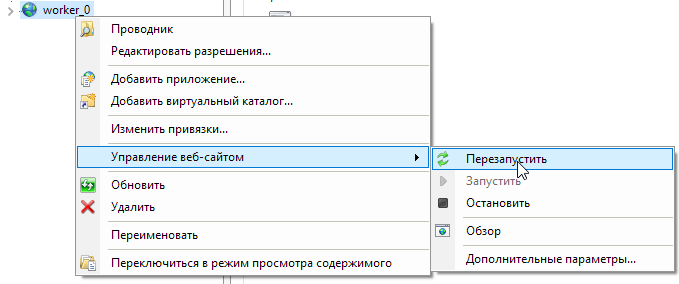 worker_0
Проводник
Редактировать разрешения...
Добавить приложение...
Добавить виртуальный каталог...
Изменить привязки...
Управление веб-сайтом
Обновить
Удалить
Переименовать
Переключиться в режим просмотра содержимого
Перезапустить
Запустить
Остановить
Обзор
Дополнительные параметры...